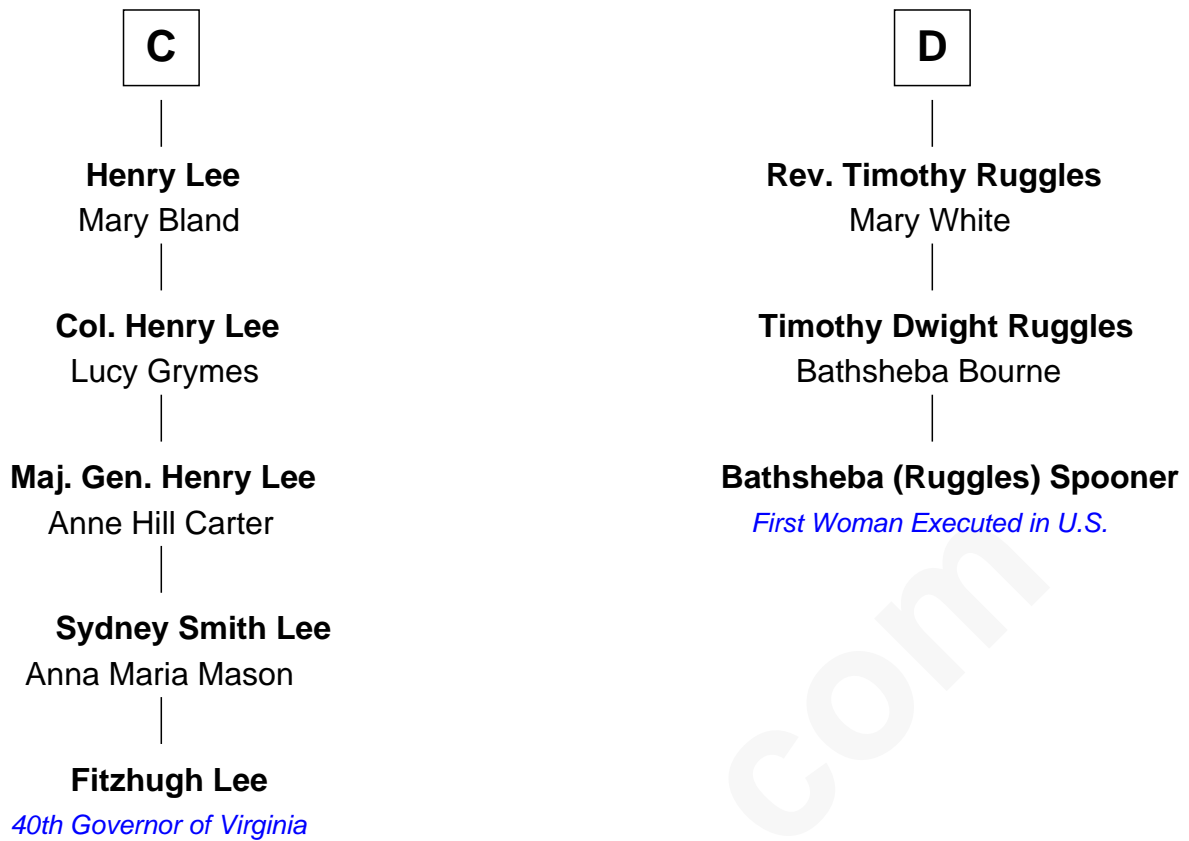 C
Henry Lee
Mary Bland
Col. Henry Lee
Lucy Grymes
Maj. Gen. Henry Lee
Anne Hill Carter
Sydney Smith Lee
Anna Maria Mason
Fitzhugh Lee
40th Governor of Virginia
D
Rev. Timothy Ruggles
Mary White
Timothy Dwight Ruggles
Bathsheba Bourne
Bathsheba (Ruggles) Spooner
First Woman Executed in U.S.
com